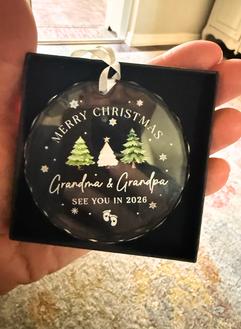 MERRY CHRISTMAS
Grandma & Grandpa
SEE YOU IN 2026